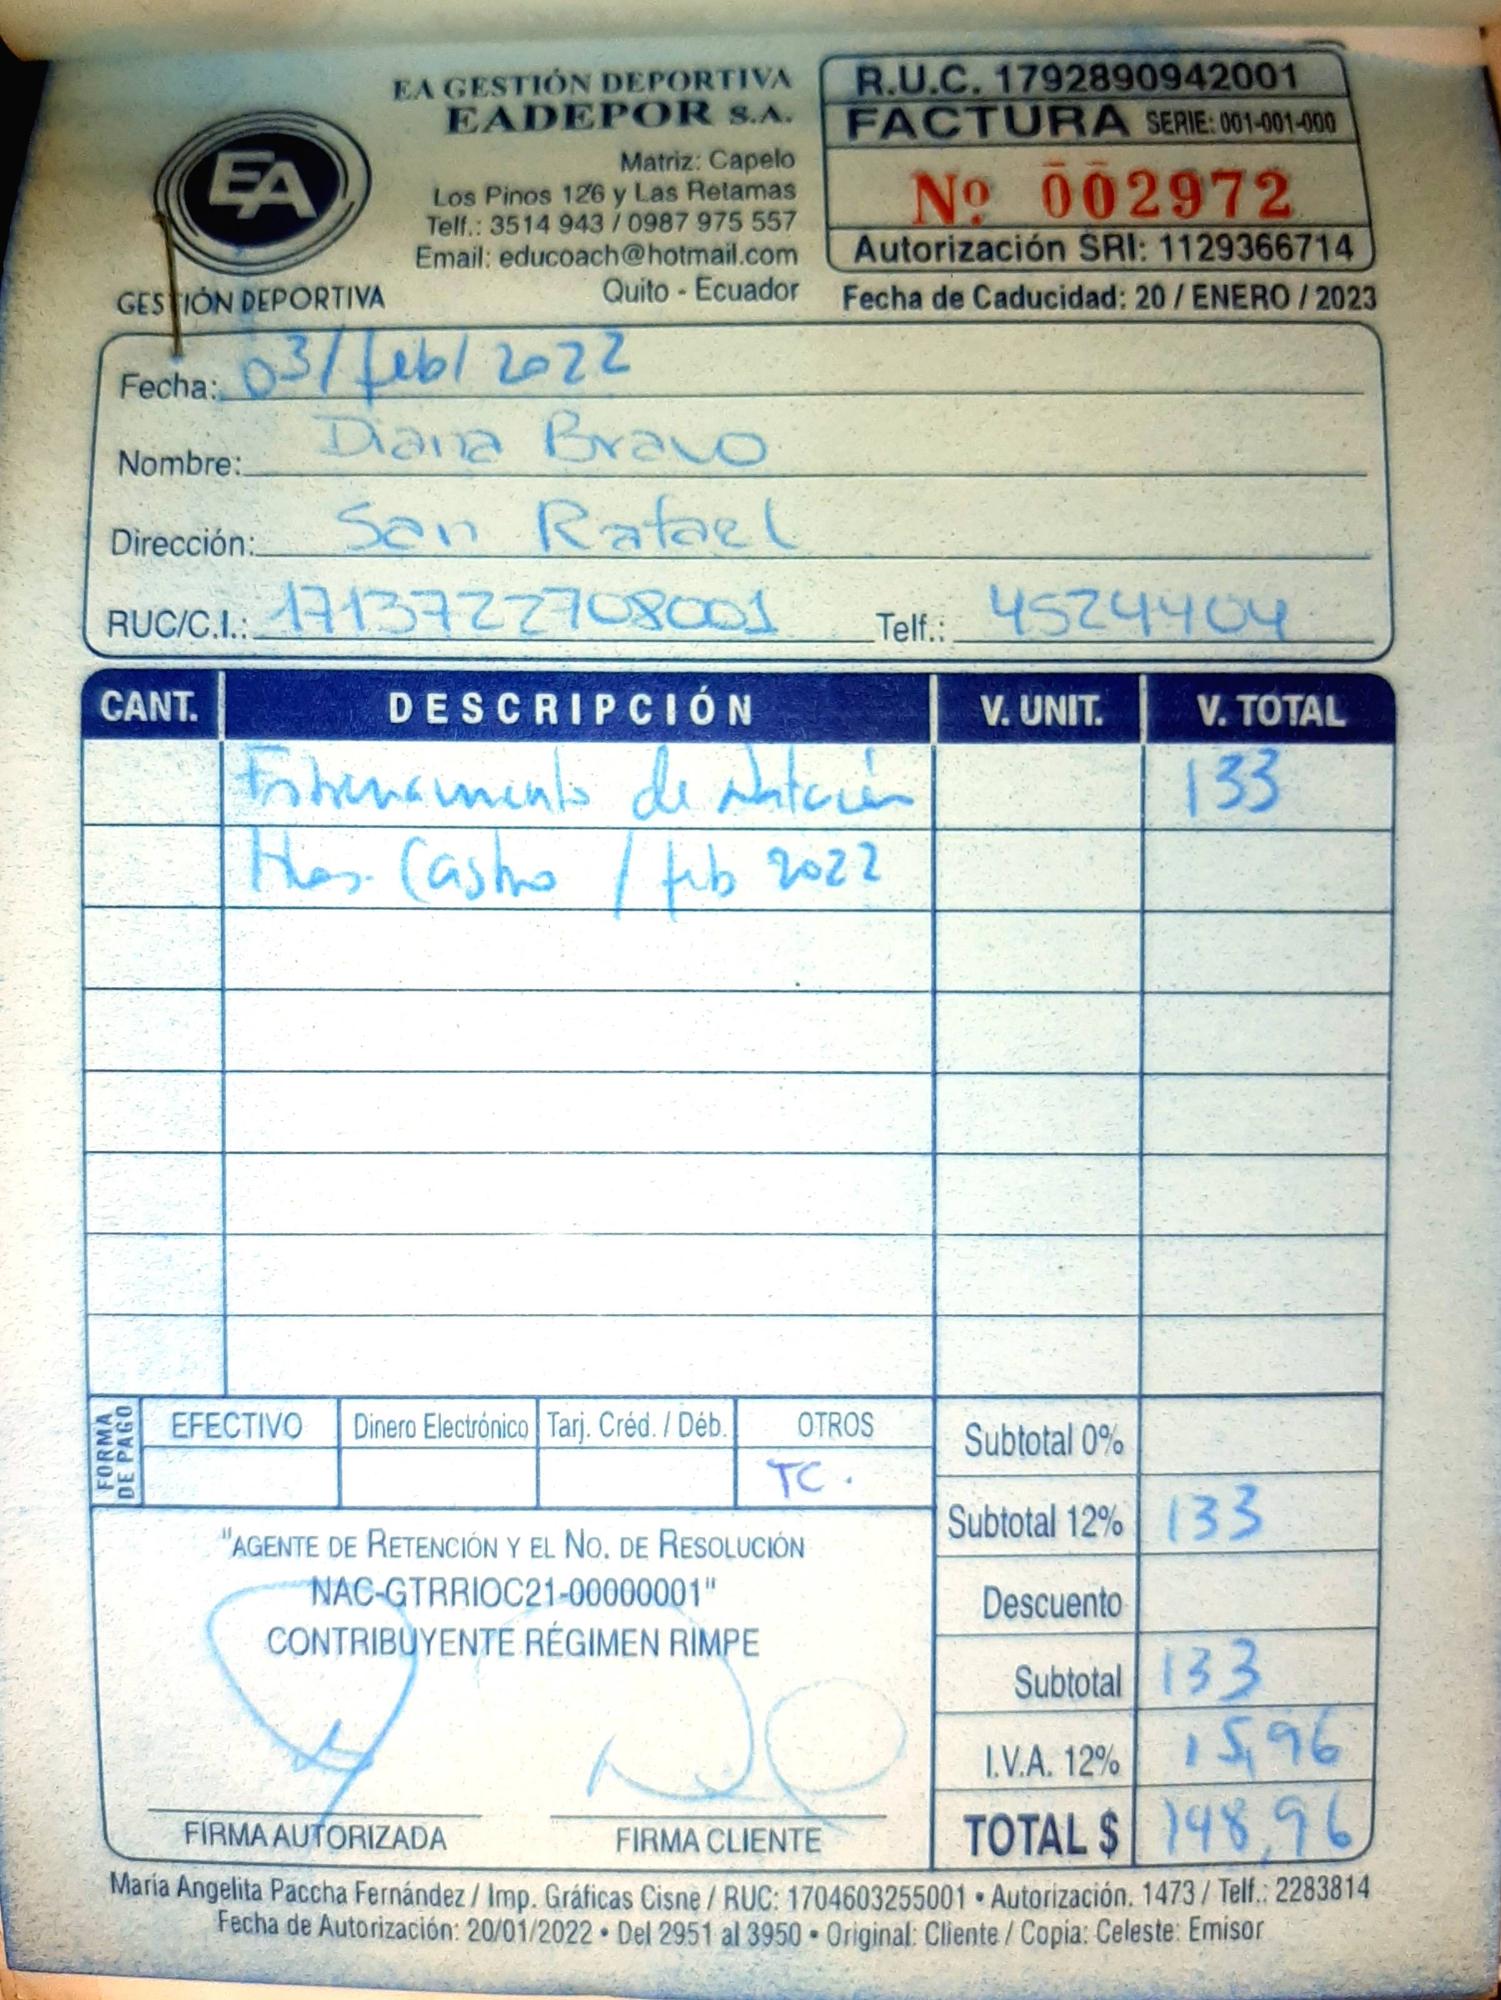 EA GESTIÓN DEPORTIVA
EADEPOR S.A.
Matriz: Capelo
Los Pinos 126 y Las Retamas
Telf.: 3514 943 / 0987 975 557
Email: educoach@hotmail.com
Quito - Ecuador
EA
GESTIÓN DEPORTIVA
R.U.C. 1792890942001
FACTURA SERIE: 001-001-000
Nº 002972
Autorización SRI: 1129366714
Fecha de Caducidad: 20 / ENERO / 2023
Fecha: 03/feb/2022
Nombre: Diana Bravo
Dirección: San Rafael
RUC/C.I.: 1713722708001 Telf.: 4524404
CANT. DESCRIPCIÓN V. UNIT. V. TOTAL
Entrenamiento de Natación 133
Hnos. Castro / feb 2022
FORMA DE PAGO
EFECTIVO Dinero Electrónico Tarj. Créd. / Déb. OTROS
TC.
Subtotal 0%
Subtotal 12% 133
Descuento
Subtotal 133
I.V.A. 12% 15,96
TOTAL $ 148,96
"AGENTE DE RETENCIÓN Y EL NO. DE RESOLUCIÓN
NAC-GTRRIOC21-00000001"
CONTRIBUYENTE RÉGIMEN RIMPE
FIRMA AUTORIZADA FIRMA CLIENTE
María Angelita Paccha Fernández / Imp. Gráficas Cisne / RUC: 1704603255001 • Autorización. 1473 / Telf.: 2283814
Fecha de Autorización: 20/01/2022 • Del 2951 al 3950 • Original: Cliente / Copia: Celeste: Emisor